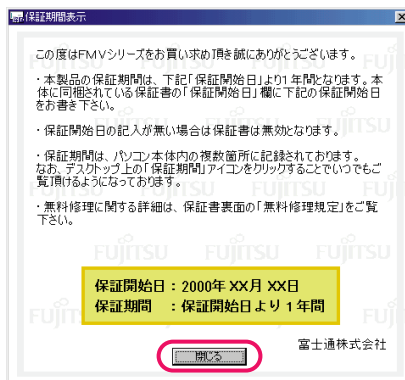 保証期間表示
この度はFMVシリーズをお買い求め頂き誠にありがとうございます。
・本製品の保証期間は、下記「保証開始日」より1年間となります。本
体に同梱されている保証書の「保証開始日」欄に下記の保証開始日
をお書き下さい。
・保証開始日の記入が無い場合は保証書は無効となります。
・保証期間は、パソコン本体内の複数箇所に記録されております。
なお、デスクトップ上の「保証期間」アイコンをクリックすることでいつでもご
覧頂けるようになっております。
・無料修理に関する詳細は、保証書裏面の「無料修理規定」をご覧
下さい。
FUJITSU FUJITSU FUJITSU
保証開始日：2000年 XX月 XX日
保証期間 ：保証開始日より1年間
富士通株式会社
閉じる